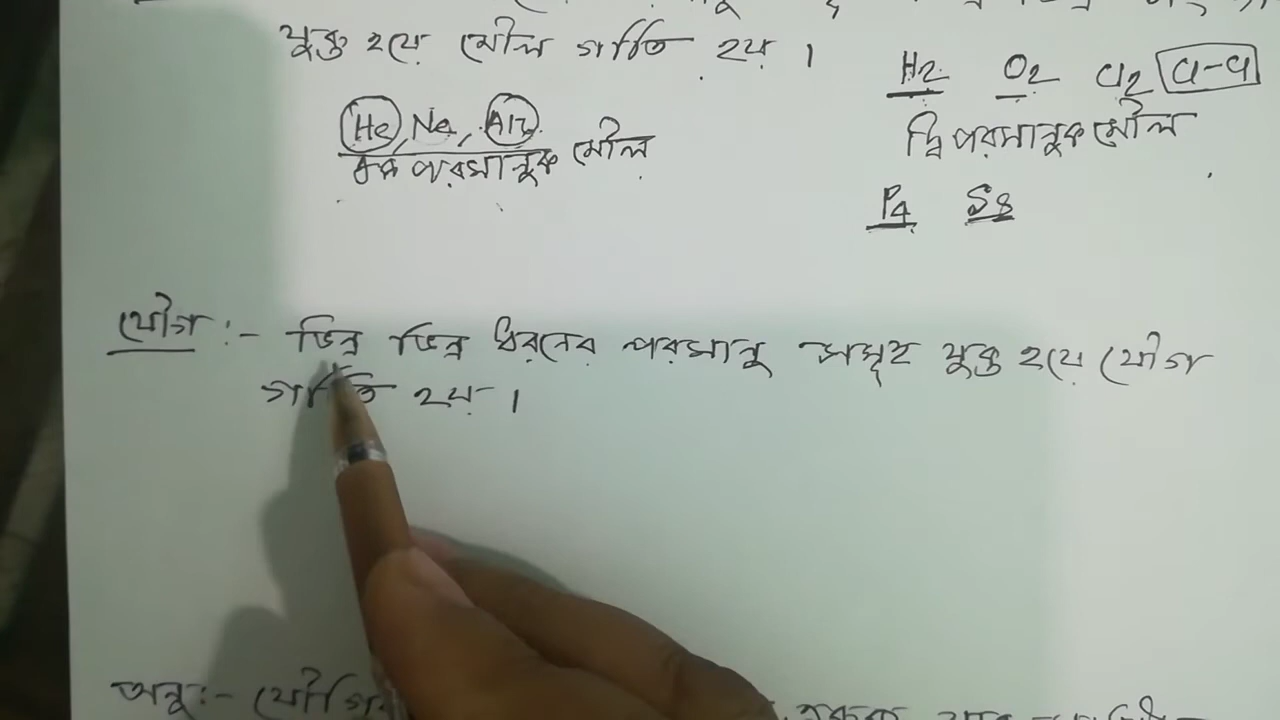 যুক্ত হয়ে মৌল গঠিত হয় ।
H2 O2 Cl2 Cl-Cl
He, Ne, Ar
এক পরমানুক মৌল
দ্বি পরমানুক মৌল
P4 S8
যৌগ :- ভিন্ন ভিন্ন ধরনের পরমানু সমূহ যুক্ত হয়ে যৌগ
গঠিত হয় ।
অনু :-